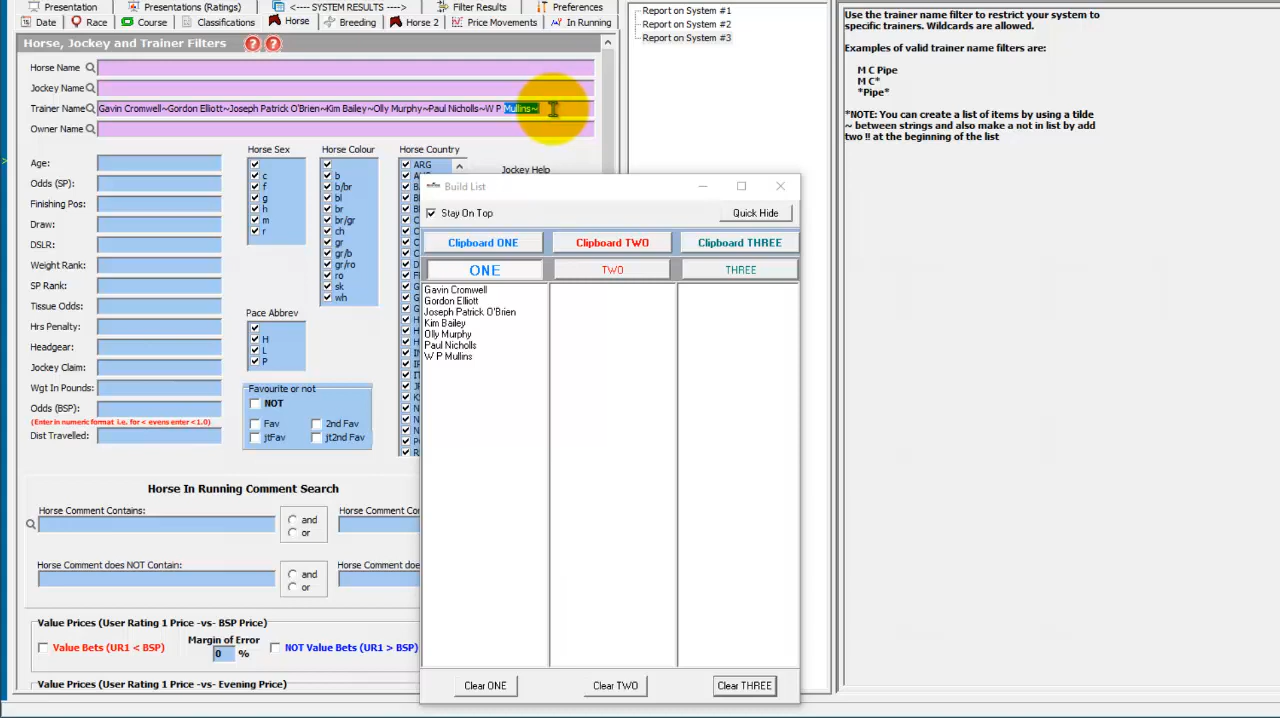 Presentation
Presentations (Ratings)
<---- SYSTEM RESULTS ---->
Filter Results
Preferences
Date
Race
Course
Classifications
Horse
Breeding
Horse 2
Price Movements
In Running
Report on System #1
Report on System #2
Report on System #3
Use the trainer name filter to restrict your system to
specific trainers. Wildcards are allowed.
Examples of valid trainer name filters are:
M C Pipe
M C*
*Pipe*
*NOTE: You can create a list of items by using a tilde
~ between strings and also make a not in list by add
two !! at the beginning of the list
Horse, Jockey and Trainer Filters
Horse Name
Jockey Name
Trainer Name
Gavin Cromwell~Gordon Elliott~Joseph Patrick O'Brien~Kim Bailey~Olly Murphy~Paul Nicholls~W P Mullins~
Owner Name
Age:
Odds (SP):
Finishing Pos:
Draw:
DSLR:
Weight Rank:
SP Rank:
Tissue Odds:
Hrs Penalty:
Headgear:
Jockey Claim:
Wgt In Pounds:
Odds (BSP):
(Enter in numeric format i.e. for < evens enter <1.0)
Dist Travelled:
Horse Sex
c
f
g
h
m
r
Horse Colour
b
b/br
bl
br
br/gr
ch
gr
gr/b
gr/ro
ro
sk
wh
Horse Country
ARG
Jockey Help
Pace Abbrev
H
L
P
Favourite or not
NOT
Fav
2nd Fav
jtFav
jt2nd Fav
Build List
Stay On Top
Quick Hide
Clipboard ONE
Clipboard TWO
Clipboard THREE
ONE
TWO
THREE
Gavin Cromwell
Gordon Elliott
Joseph Patrick O'Brien
Kim Bailey
Olly Murphy
Paul Nicholls
W P Mullins
Clear ONE
Clear TWO
Clear THREE
Horse In Running Comment Search
Horse Comment Contains:
and
or
Horse Comment Co
Horse Comment does NOT Contain:
and
or
Horse Comment doe
Value Prices (User Rating 1 Price -vs- BSP Price)
Value Bets (UR1 < BSP)
Margin of Error
0 %
NOT Value Bets (UR1 > BSP)
Value Prices (User Rating 1 Price -vs- Evening Price)